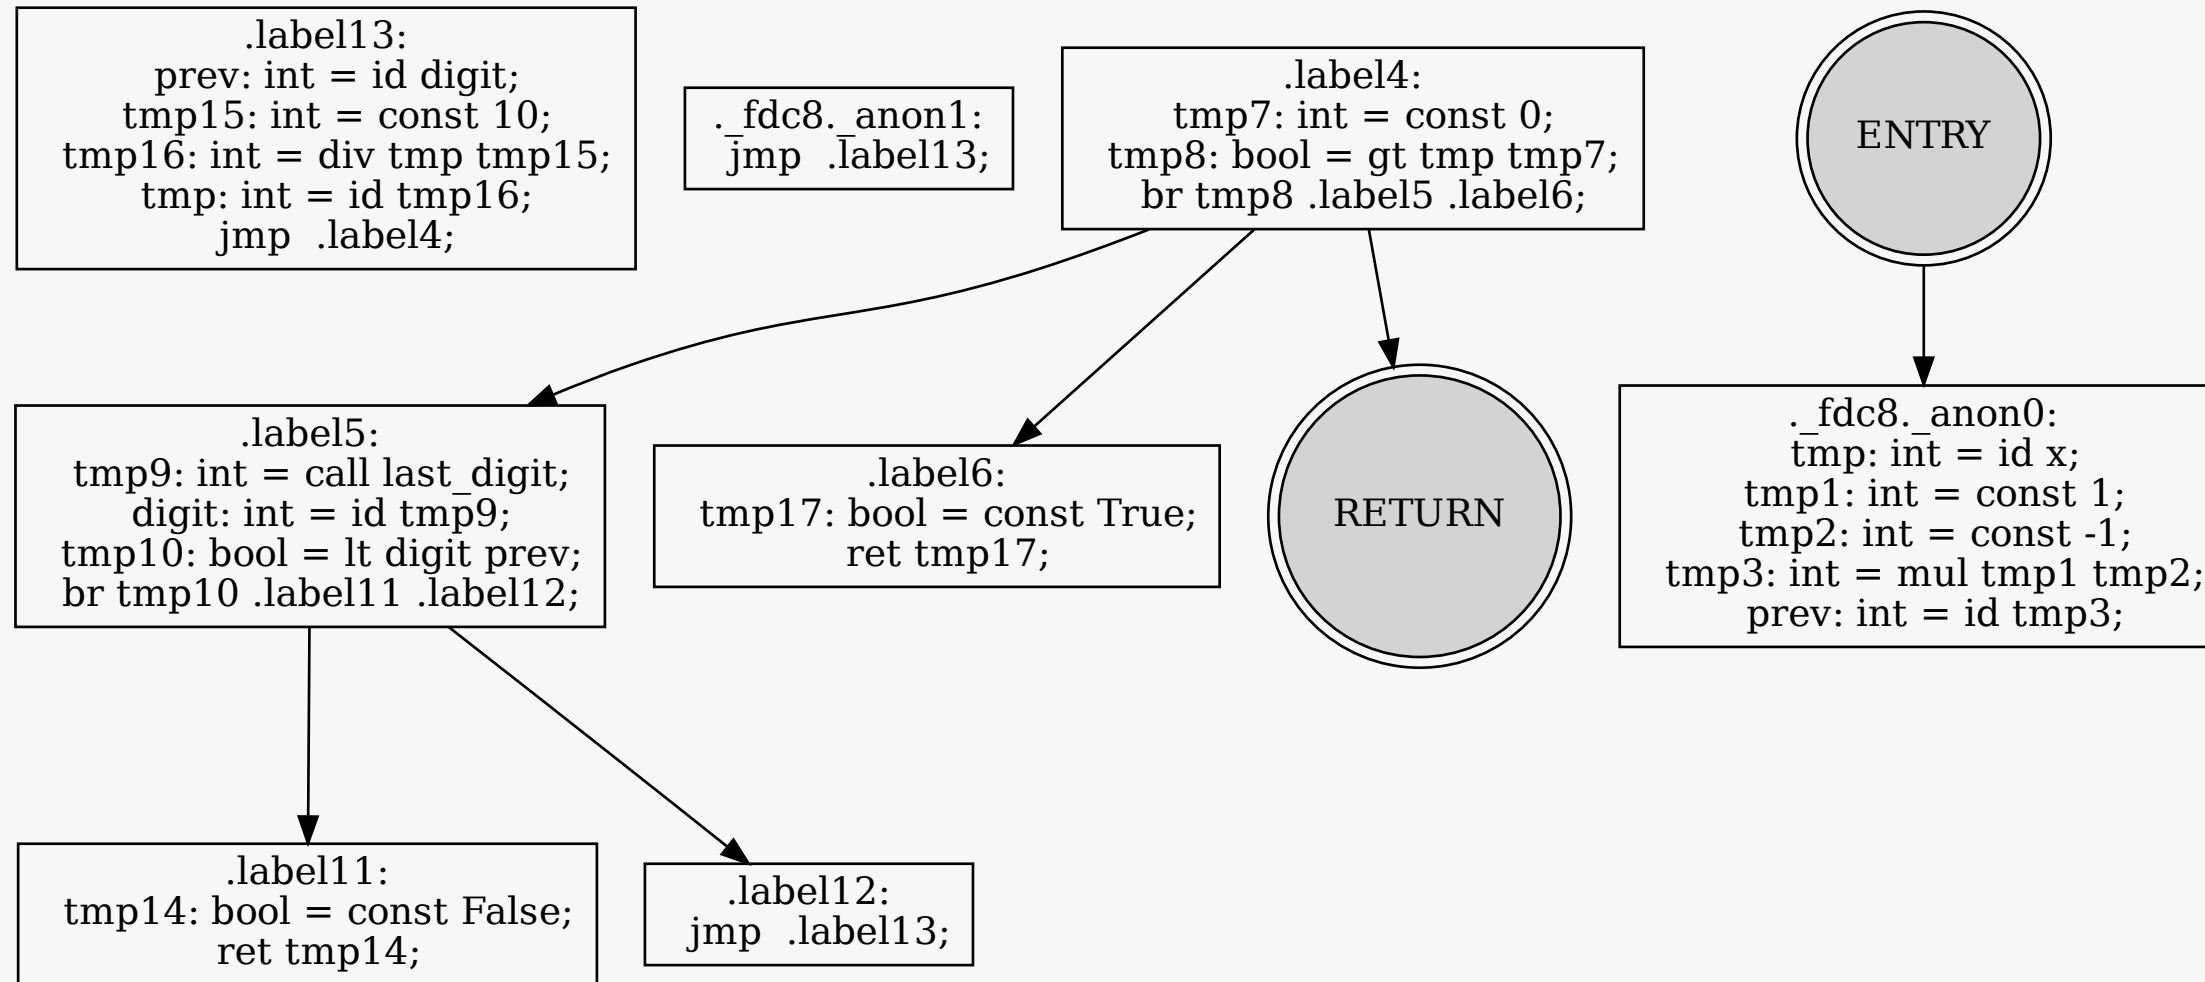 .label13:
prev: int = id digit;
tmp15: int = const 10;
tmp16: int = div tmp tmp15;
tmp: int = id tmp16;
jmp  .label4;
._fdc8._anon1:
jmp  .label13;
.label4:
tmp7: int = const 0;
tmp8: bool = gt tmp tmp7;
br tmp8 .label5 .label6;
ENTRY
.label5:
tmp9: int = call last_digit;
digit: int = id tmp9;
tmp10: bool = lt digit prev;
br tmp10 .label11 .label12;
.label6:
tmp17: bool = const True;
ret tmp17;
RETURN
._fdc8._anon0:
tmp: int = id x;
tmp1: int = const 1;
tmp2: int = const -1;
tmp3: int = mul tmp1 tmp2;
prev: int = id tmp3;
.label11:
tmp14: bool = const False;
ret tmp14;
.label12:
jmp  .label13;